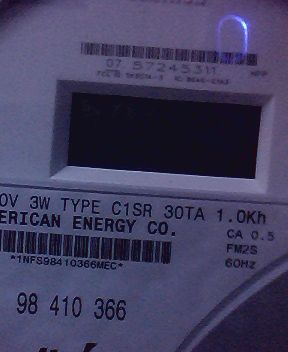 07 57245311
0V 3W TYPE C1SR 30TA 1.0Kh
ERICAN ENERGY CO.
CA 0.5
*1NFS98410366MEC*
FM2S
60Hz
98 410 366